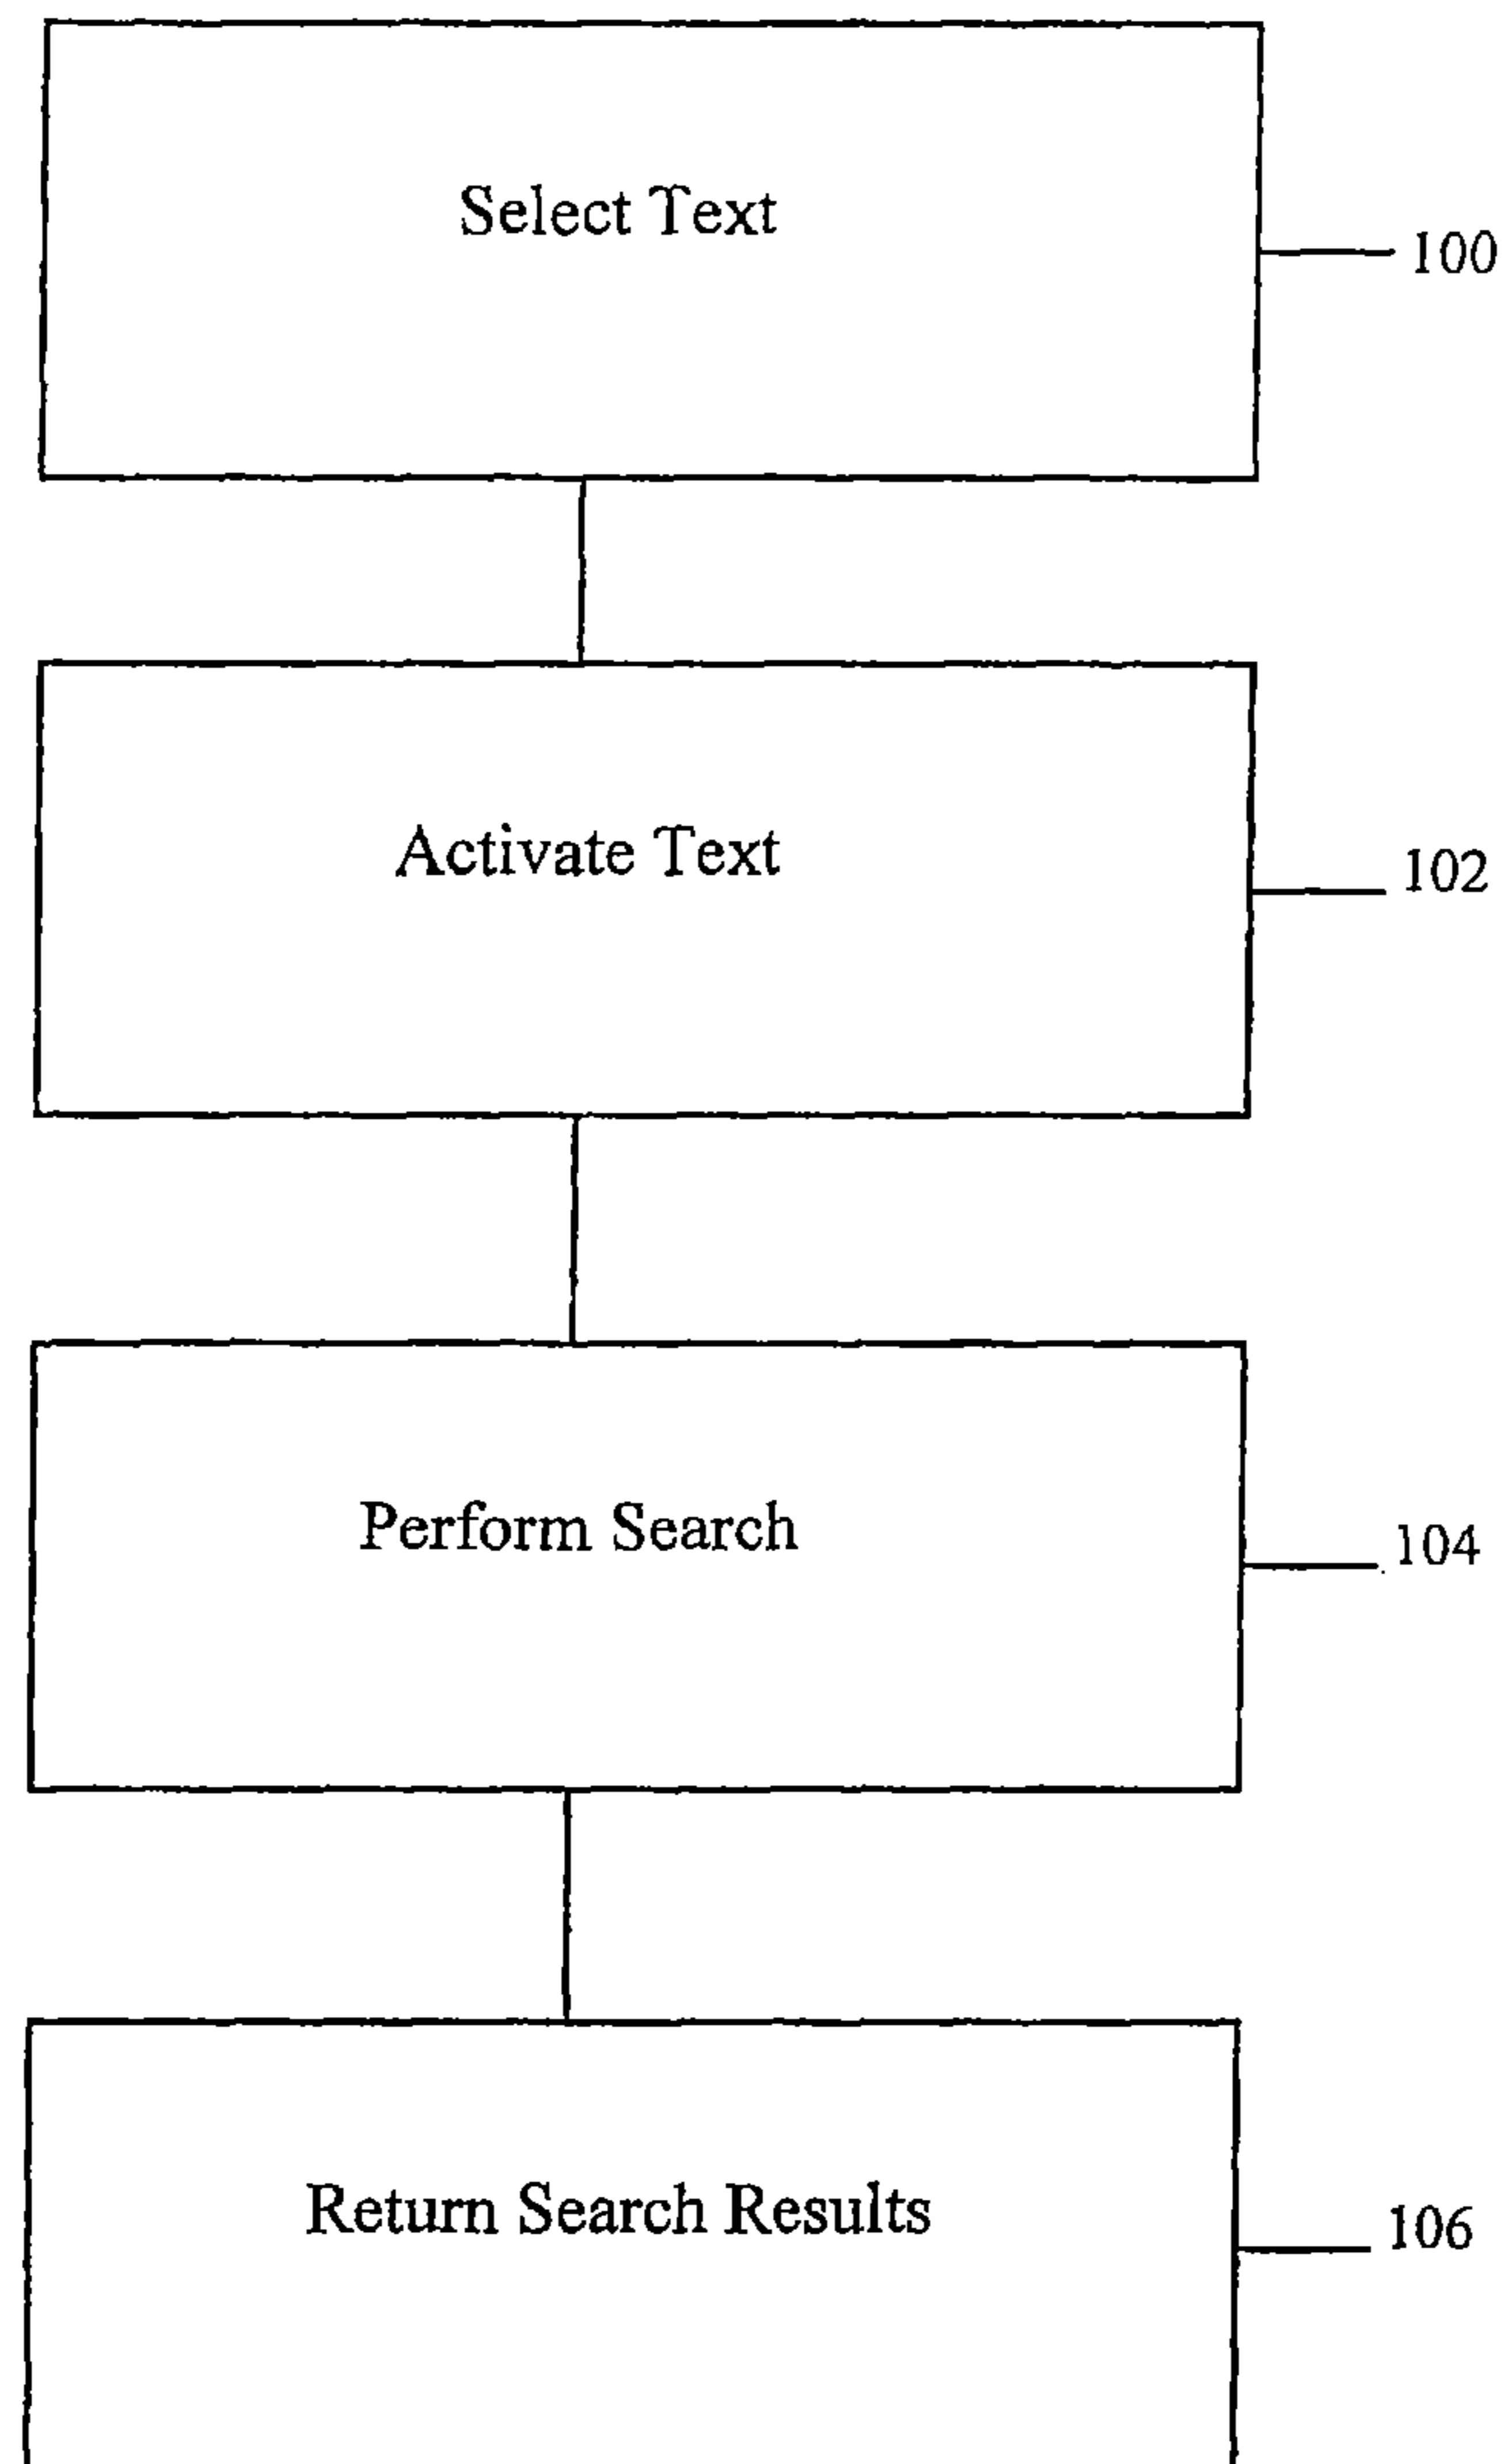 Select Text
100
Activate Text
102
Perform Search
104
Return Search Results
106